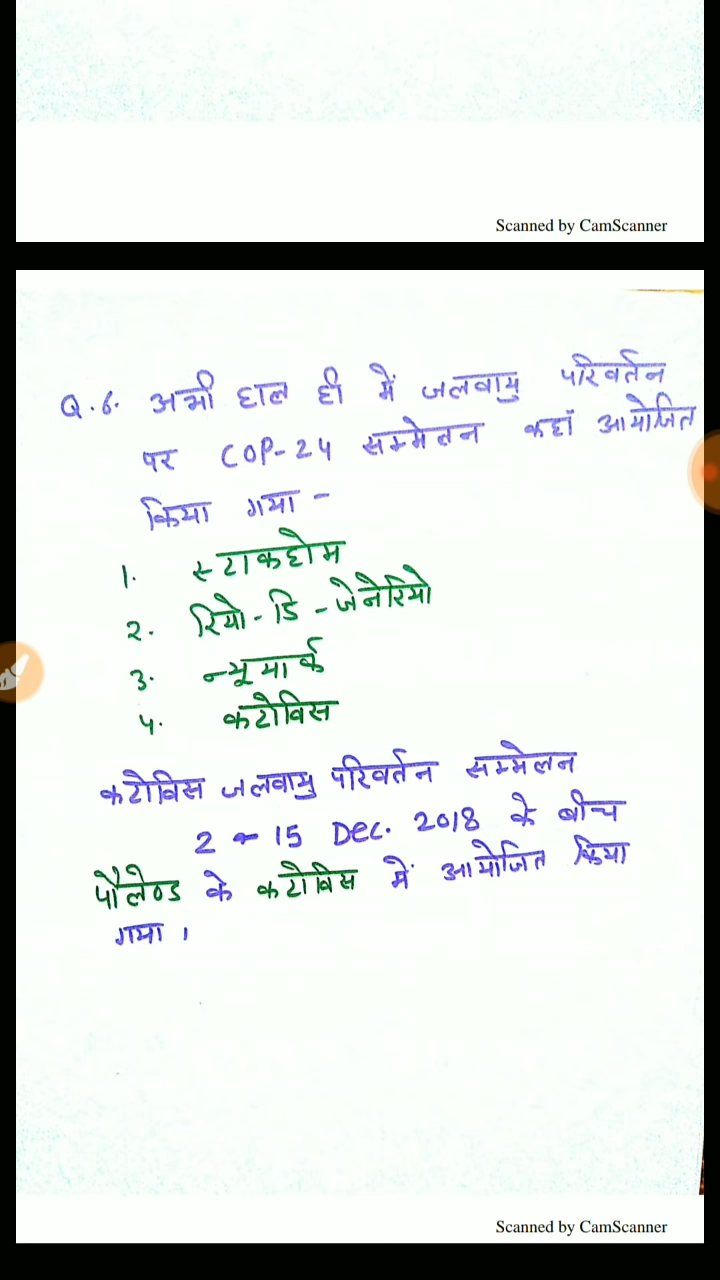 Scanned by CamScanner
Q.6. अभी हाल ही में जलवायु परिवर्तन
पर COP-24 सम्मेलन कहाँ आयोजित
किया गया -
1. स्टाकहोम
2. रियो-डि-जेनेरियो
3. न्यूयार्क
4. कटोविस
कटोविस जलवायु परिवर्तन सम्मेलन
2 - 15 Dec. 2018 के बीच
पौलेण्ड के कटोविस में आयोजित किया
गया ।
Scanned by CamScanner